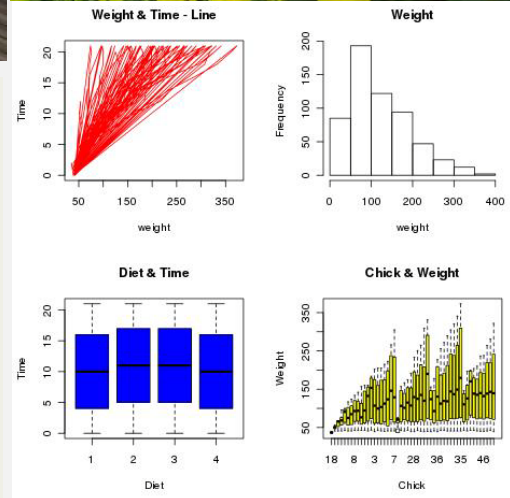 Weight & Time - Line
Time
0 5 10 15 20
50 150 250 350
weight
Weight
Frequency
0 50 100 200
0 100 200 300 400
weight
Diet & Time
Time
0 5 10 15 20
1 2 3 4
Diet
Chick & Weight
Weight
50 150 250 350
18 8 3 7 28 36 35 46
Chick